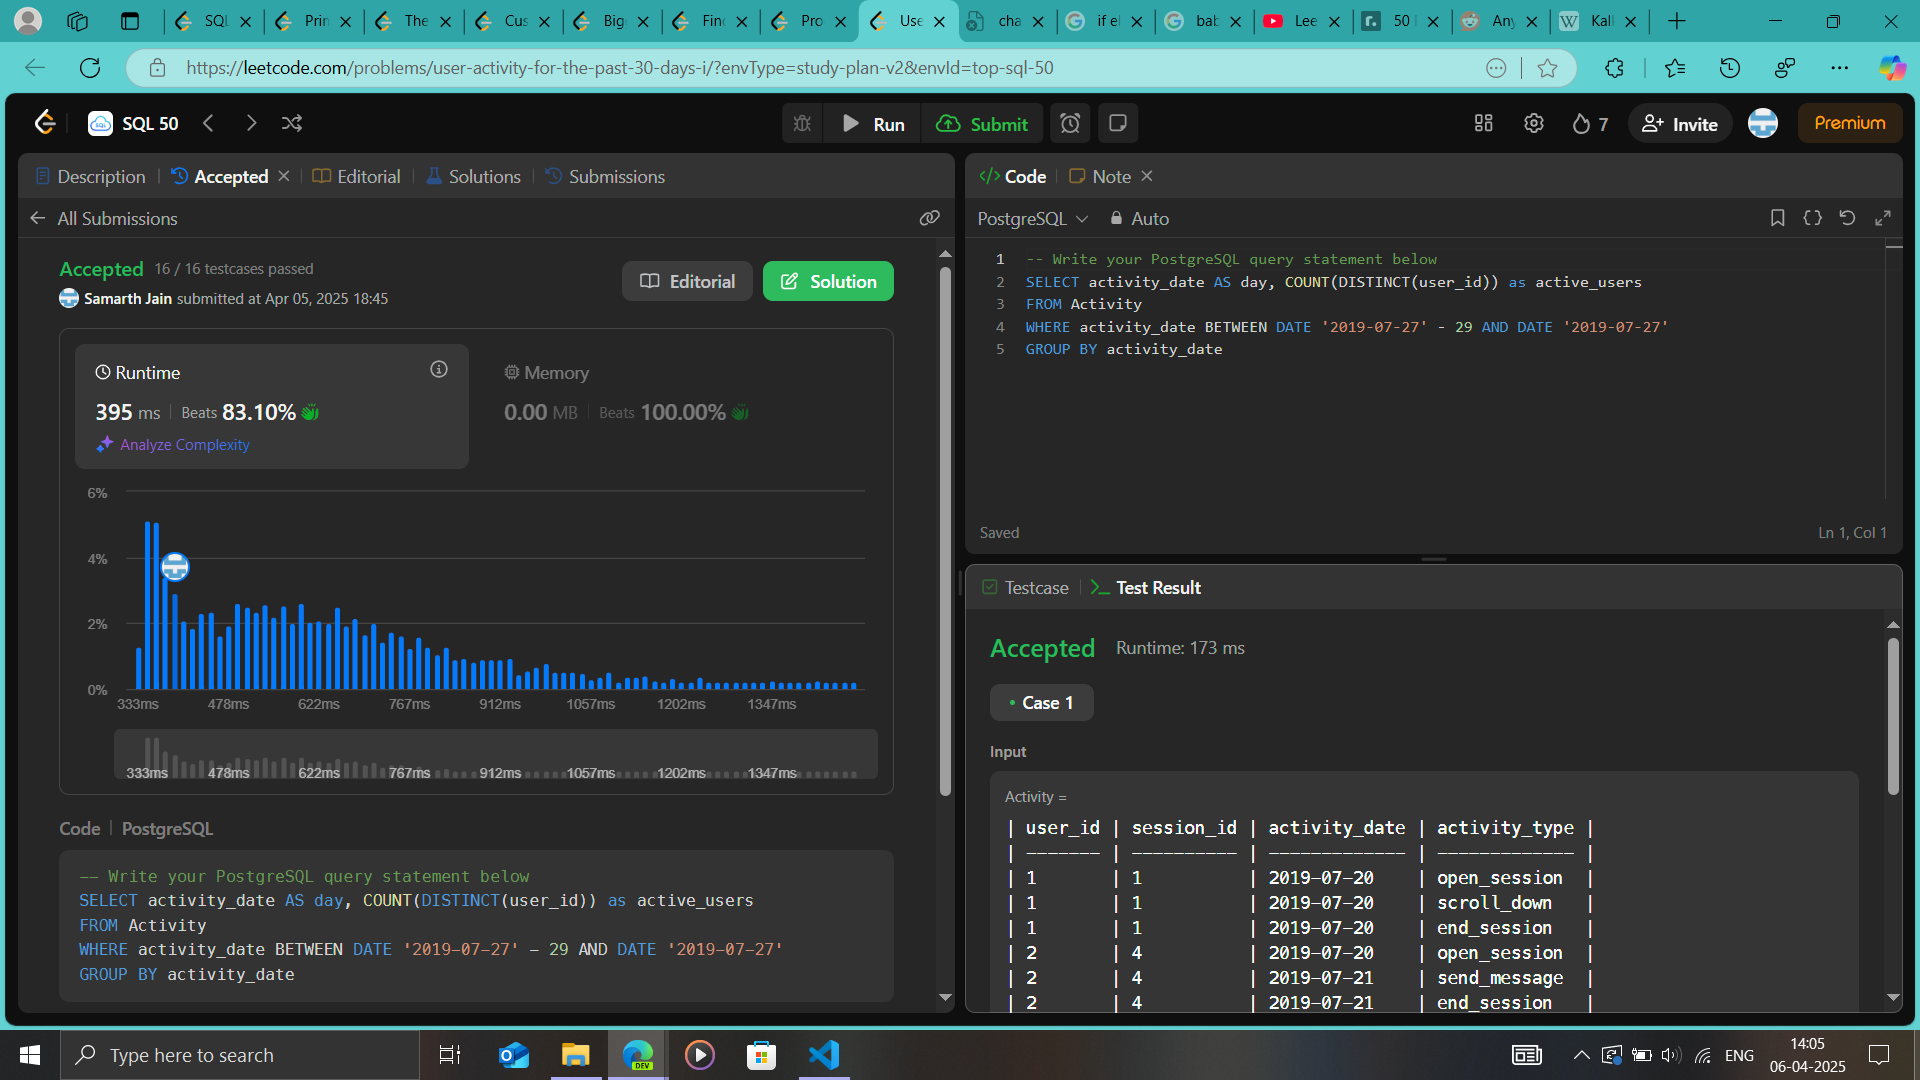 SQL
Prin
The
Cus
Big
Find
Pro
Use
cha
if el
bab
Lee
50 I
Any
Kall
https://leetcode.com/problems/user-activity-for-the-past-30-days-i/?envType=study-plan-v2&envId=top-sql-50
SQL 50
Run
Submit
7
Invite
Premium
Description
Accepted
Editorial
Solutions
Submissions
All Submissions
Accepted 16 / 16 testcases passed
Samarth Jain submitted at Apr 05, 2025 18:45
Editorial
Solution
Runtime
395 ms Beats 83.10%
Analyze Complexity
Memory
0.00 MB Beats 100.00%
6%
4%
2%
0%
333ms 478ms 622ms 767ms 912ms 1057ms 1202ms 1347ms
333ms 478ms 622ms 767ms 912ms 1057ms 1202ms 1347ms
Code PostgreSQL
-- Write your PostgreSQL query statement below
SELECT activity_date AS day, COUNT(DISTINCT(user_id)) as active_users
FROM Activity
WHERE activity_date BETWEEN DATE '2019-07-27' - 29 AND DATE '2019-07-27'
GROUP BY activity_date
</> Code
Note
PostgreSQL
Auto
1 -- Write your PostgreSQL query statement below
2 SELECT activity_date AS day, COUNT(DISTINCT(user_id)) as active_users
3 FROM Activity
4 WHERE activity_date BETWEEN DATE '2019-07-27' - 29 AND DATE '2019-07-27'
5 GROUP BY activity_date
Saved
Ln 1, Col 1
Testcase
Test Result
Accepted Runtime: 173 ms
Case 1
Input
Activity =
| user_id | session_id | activity_date | activity_type |
| ------- | ---------- | ------------- | ------------- |
| 1 | 1 | 2019-07-20 | open_session |
| 1 | 1 | 2019-07-20 | scroll_down |
| 1 | 1 | 2019-07-20 | end_session |
| 2 | 4 | 2019-07-20 | open_session |
| 2 | 4 | 2019-07-21 | send_message |
| 2 | 4 | 2019-07-21 | end_session |
Type here to search
DEV
ENG
14:05
06-04-2025